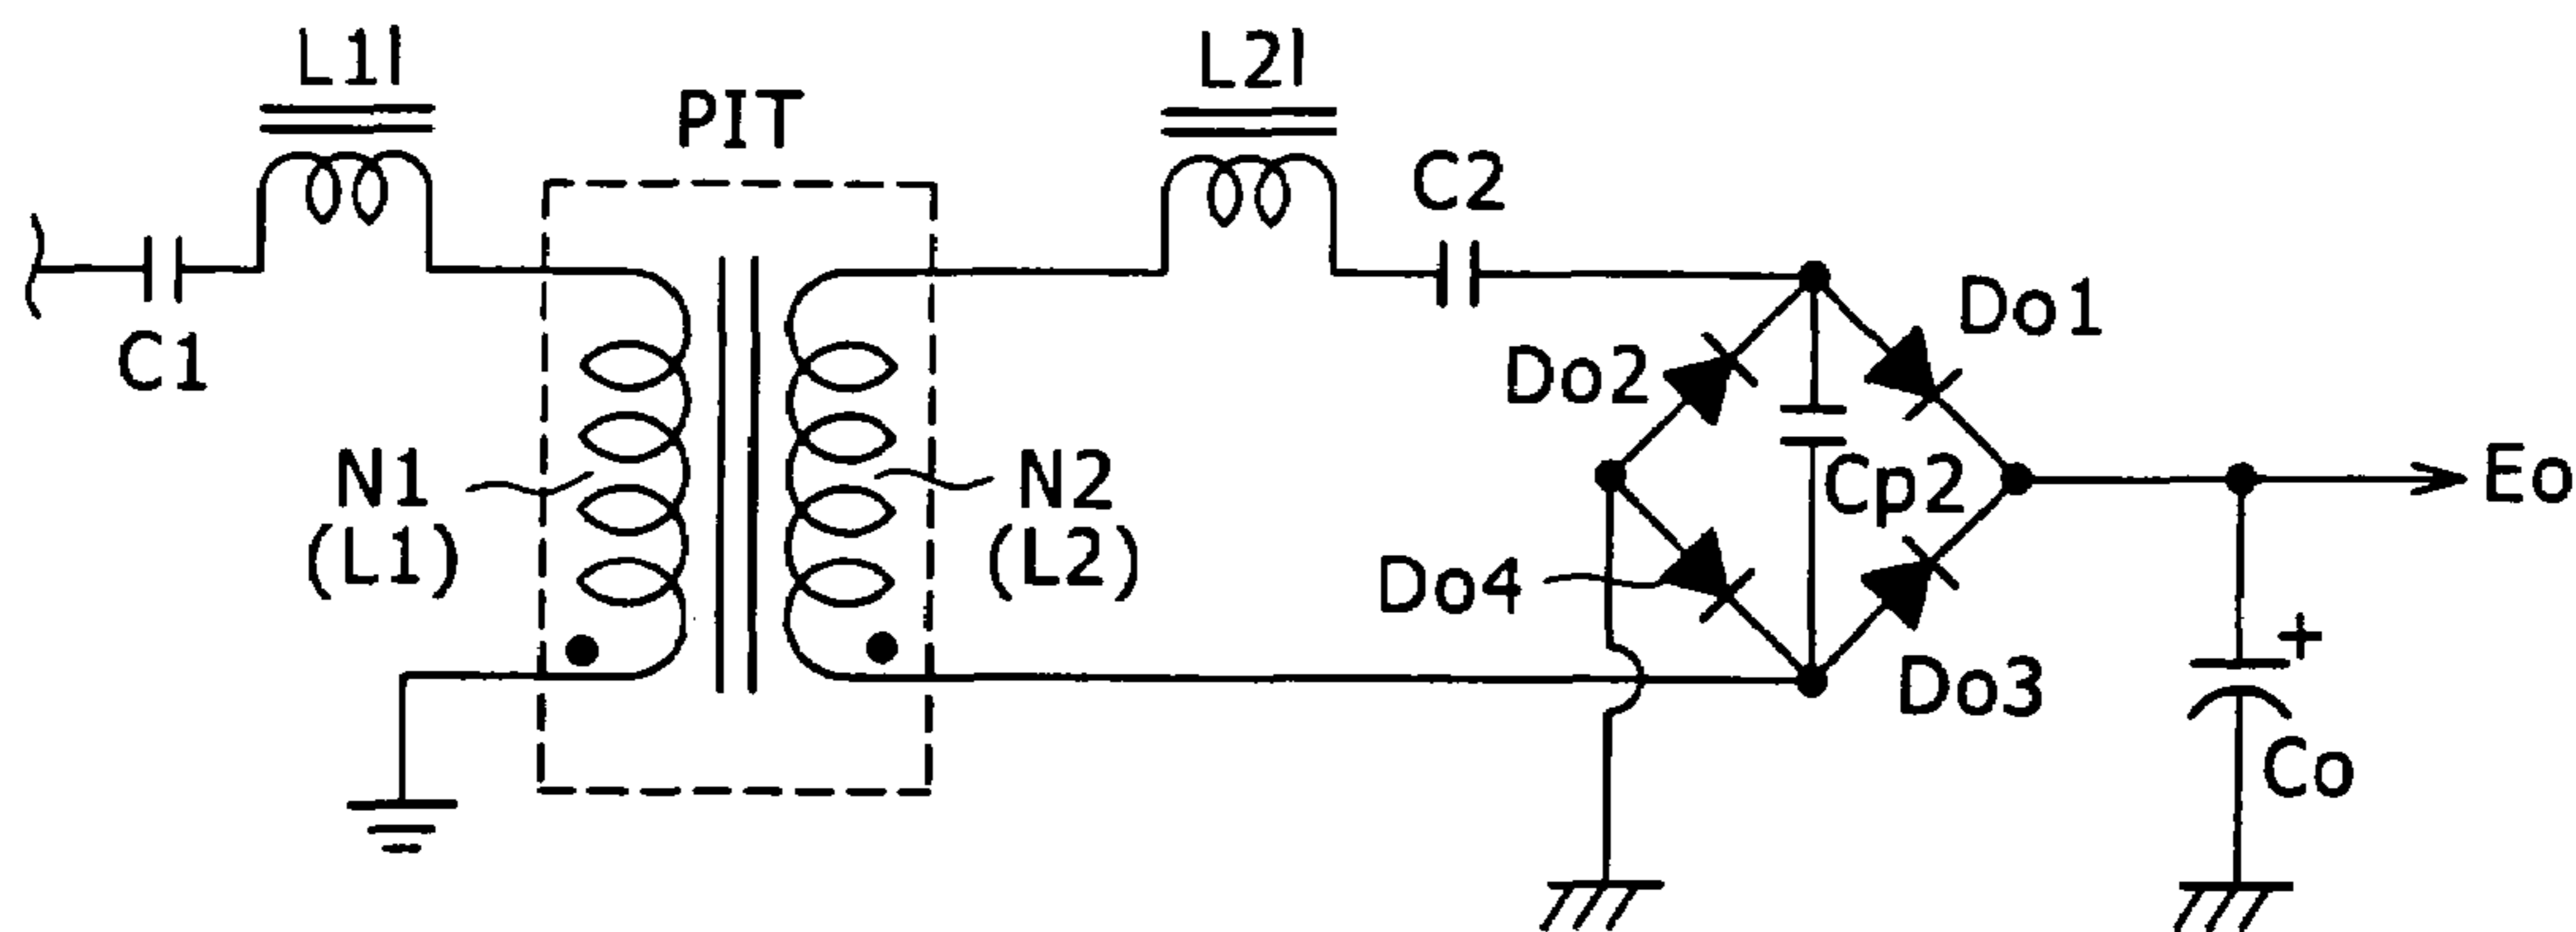 L1l
PIT
L2l
C2
C1
Do1
Do2
N1
(L1)
N2
(L2)
Cp2
Eo
Do4
Do3
+
Co